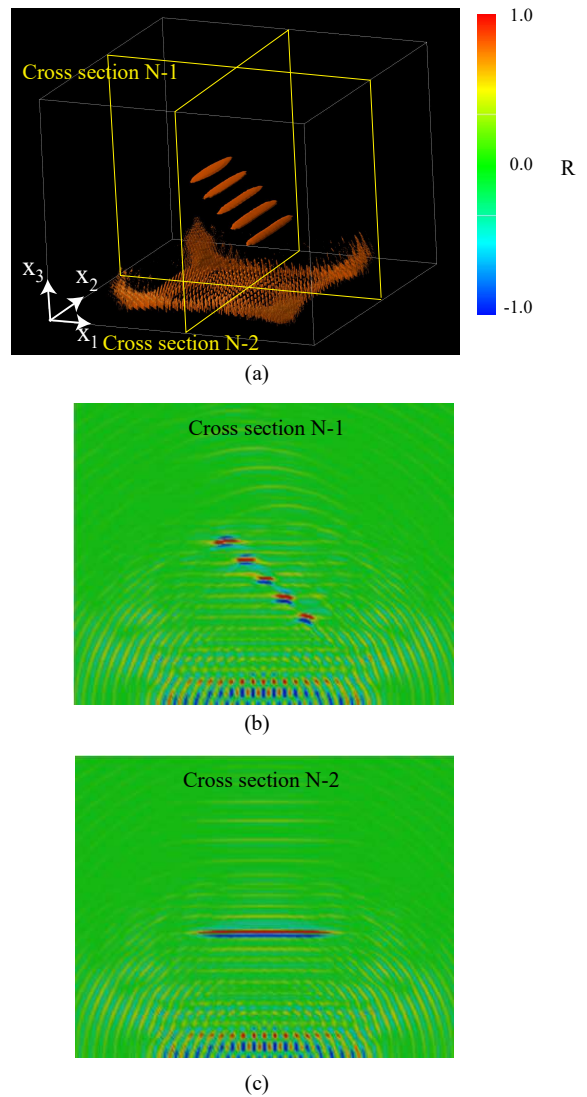 1.0
Cross section N-1
0.0
R
x3
x2
-1.0
x1
Cross section N-2
(a)
Cross section N-1
(b)
Cross section N-2
(c)